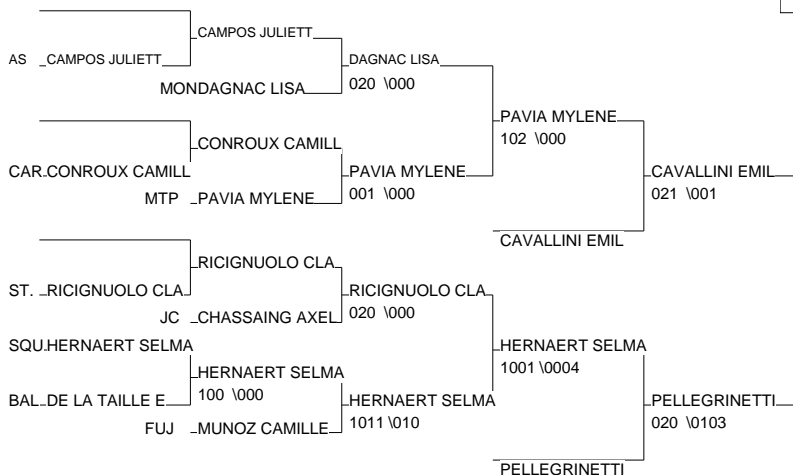 CAMPOS JULIETT
AS CAMPOS JULIETT DAGNAC LISA
MONDAGNAC LISA 020 \000
PAVIA MYLENE
102 \000
CONROUX CAMILL
CAR CONROUX CAMILL PAVIA MYLENE CAVALLINI EMIL
MTP PAVIA MYLENE 001 \000 021 \001
CAVALLINI EMIL
RICIGNUOLO CLA
ST. RICIGNUOLO CLA RICIGNUOLO CLA
JC CHASSAING AXEL 020 \000
SQU HERNAERT SELMA HERNAERT SELMA
1001 \0004
HERNAERT SELMA
100 \000
BAL DE LA TAILLE E HERNAERT SELMA PELLEGRINETTI
FUJ MUNOZ CAMILLE 1011 \010 020 \0103
PELLEGRINETTI